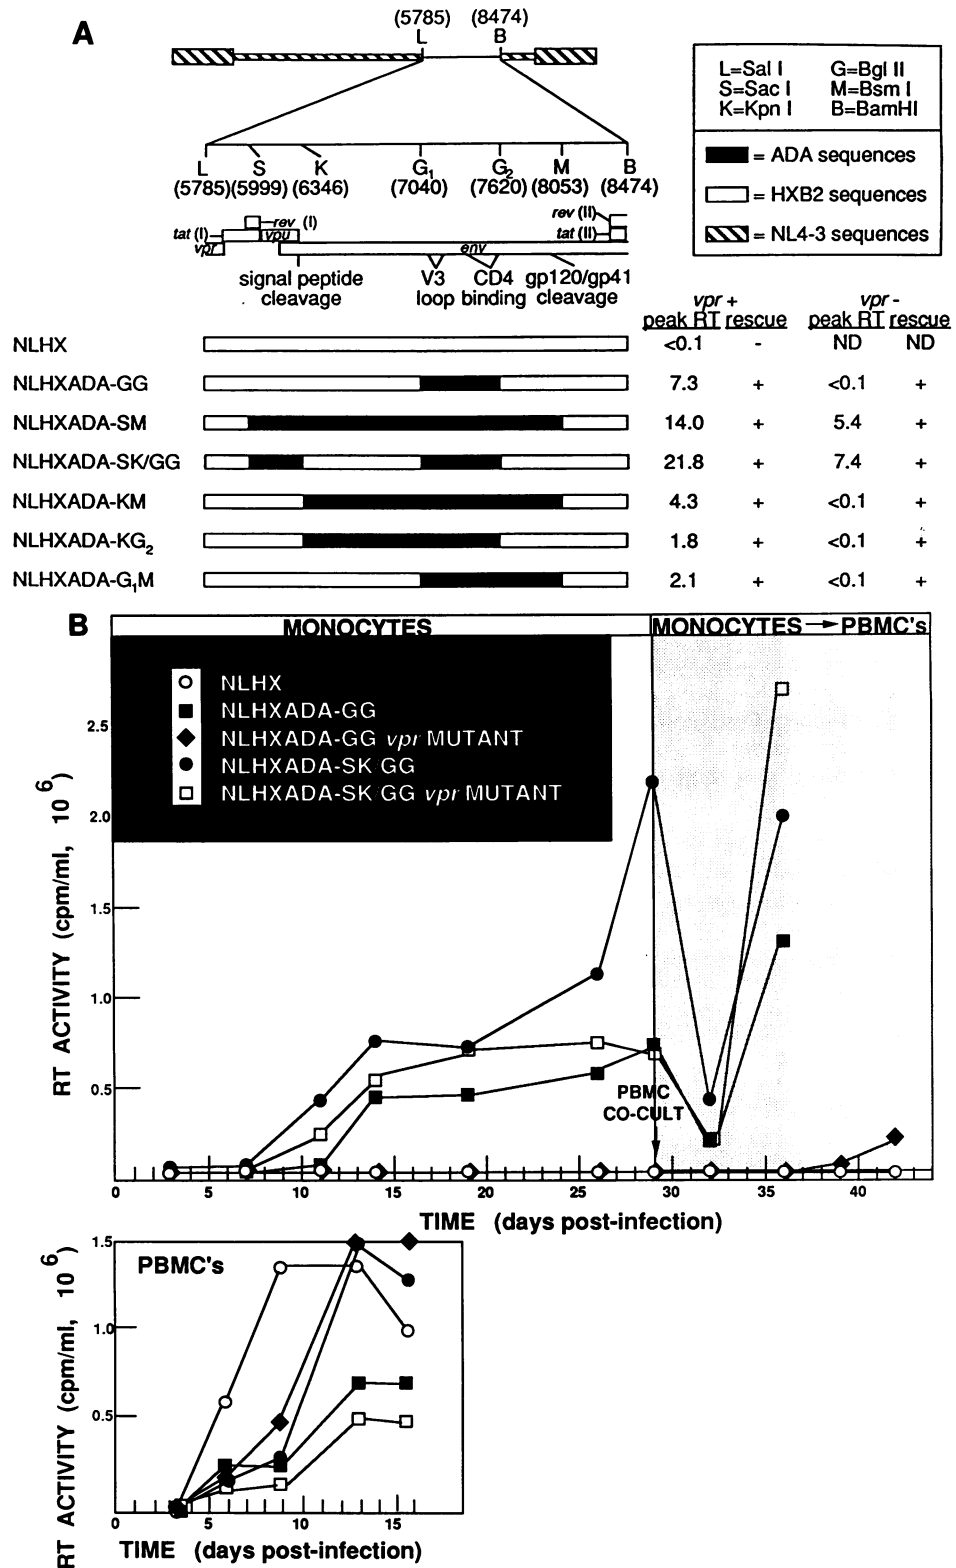 A
(5785) (8474)
L B
L=Sal I G=Bgl II
S=Sac I M=Bsm I
K=Kpn I B=BamHI
= ADA sequences
= HXB2 sequences
= NL4-3 sequences
L S K G1 G2 M B
(5785) (5999) (6346) (7040) (7620) (8053) (8474)
rev (I) rev (II)
tat (I) vpu tat (II)
vpr env
signal peptide cleavage
V3 loop
CD4 binding
gp120/gp41 cleavage
vpr + vpr -
peak RT rescue peak RT rescue
NLHX <0.1 - ND ND
NLHXADA-GG 7.3 + <0.1 +
NLHXADA-SM 14.0 + 5.4 +
NLHXADA-SK/GG 21.8 + 7.4 +
NLHXADA-KM 4.3 + <0.1 +
NLHXADA-KG2 1.8 + <0.1 +
NLHXADA-G1M 2.1 + <0.1 +
B
MONOCYTES MONOCYTES → PBMC's
NLHX
NLHXADA-GG
NLHXADA-GG vpr MUTANT
NLHXADA-SK GG
NLHXADA-SK GG vpr MUTANT
RT ACTIVITY (cpm/ml, 10^6)
2.5
2.0
1.5
1.0
0.5
PBMC
CO-CULT
0 5 10 15 20 25 30 35 40
TIME (days post-infection)
PBMC's
RT ACTIVITY (cpm/ml, 10^6)
1.5
1.0
0.5
0 5 10 15
TIME (days post-infection)